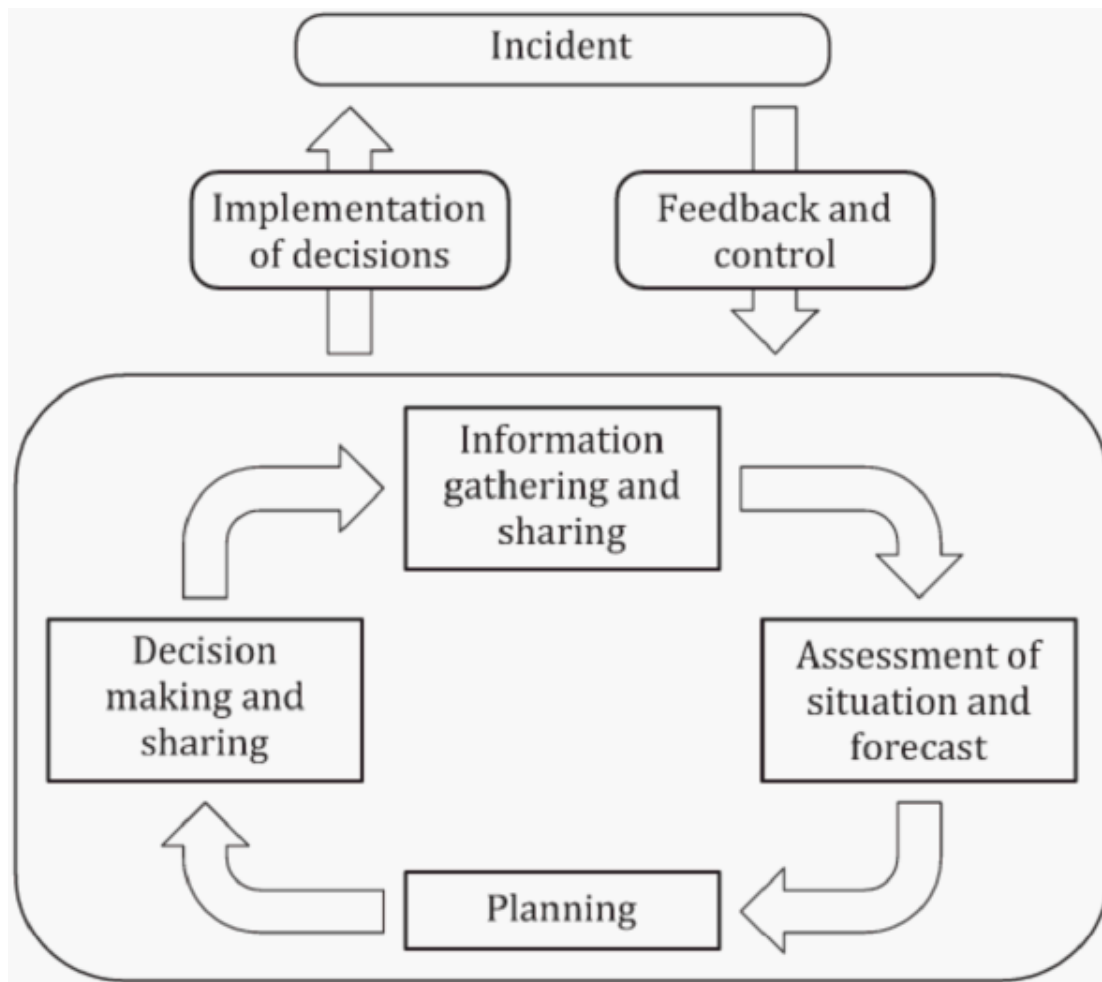 Incident
Implementation
of decisions
Feedback and
control
Information
gathering and
sharing
Decision
making and
sharing
Assessment of
situation and
forecast
Planning